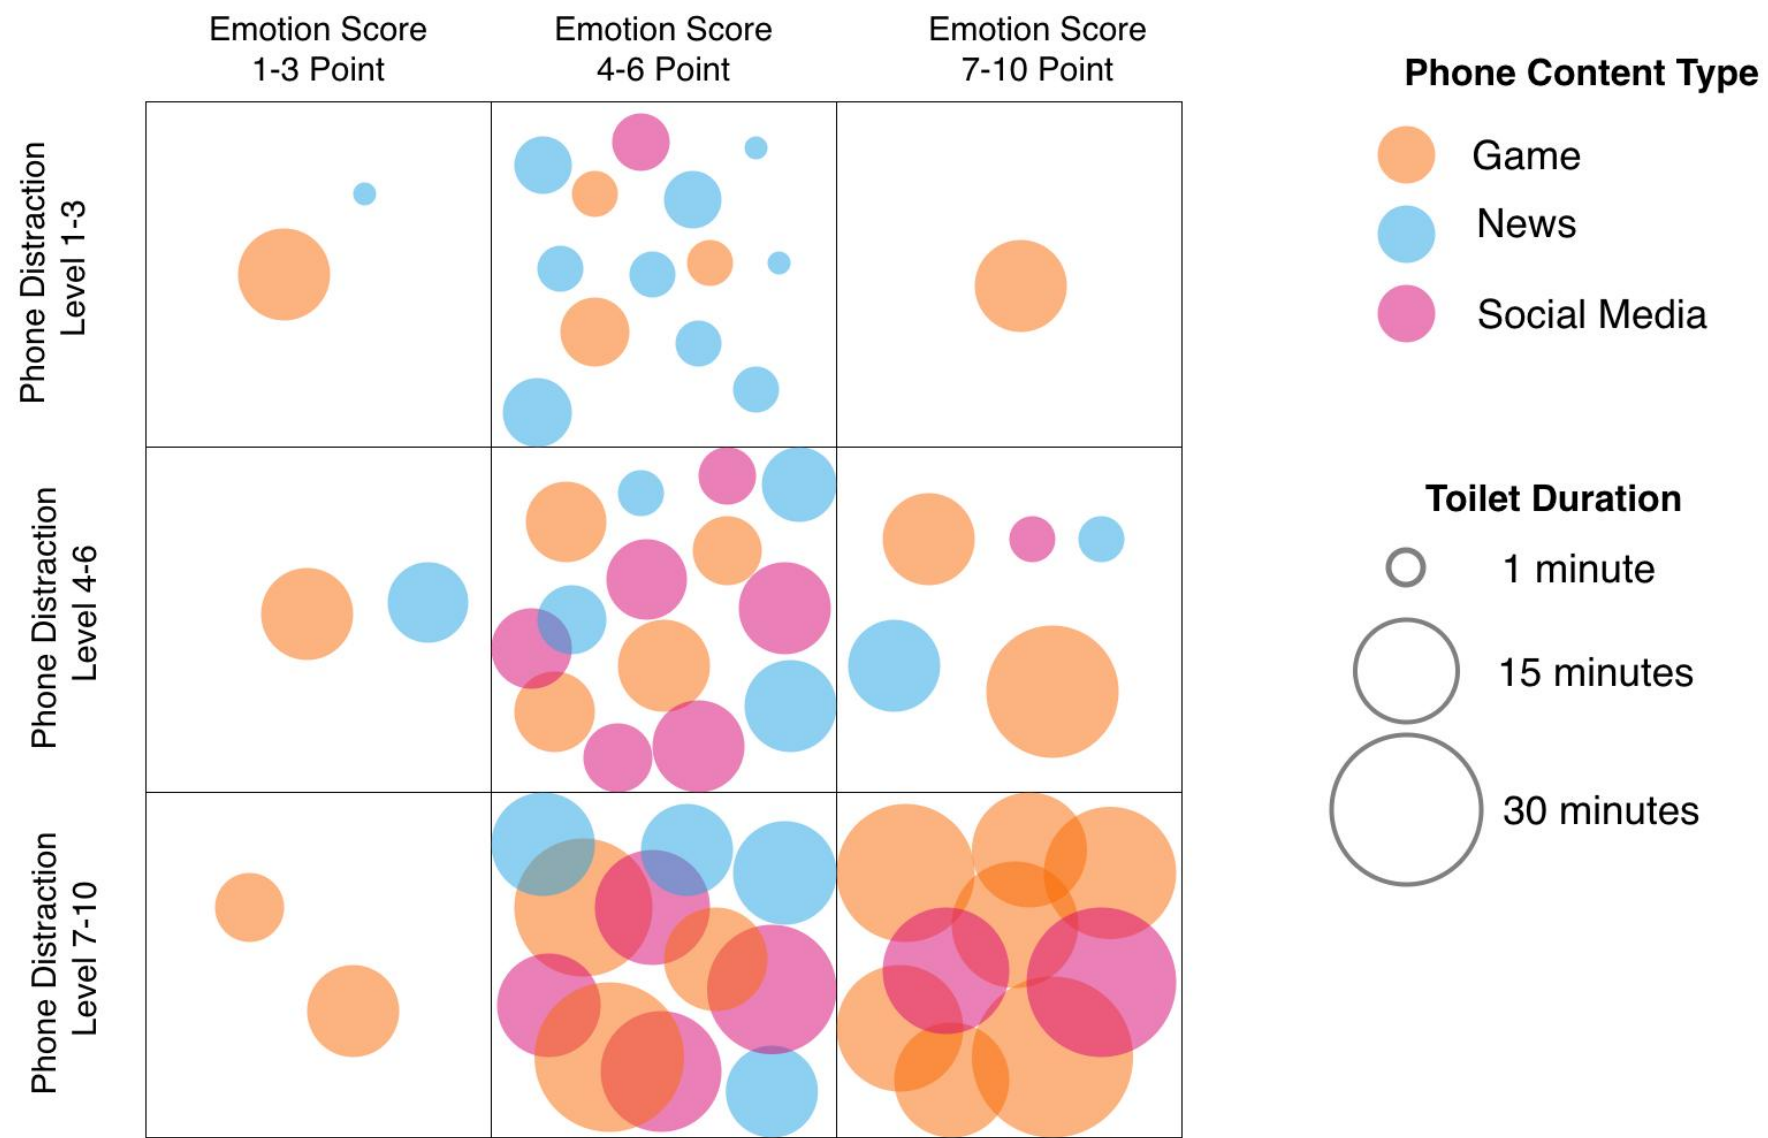 Emotion Score
1-3 Point
Emotion Score
4-6 Point
Emotion Score
7-10 Point
Phone Distraction
Level 1-3
Phone Distraction
Level 4-6
Phone Distraction
Level 7-10
Phone Content Type
Game
News
Social Media
Toilet Duration
1 minute
15 minutes
30 minutes